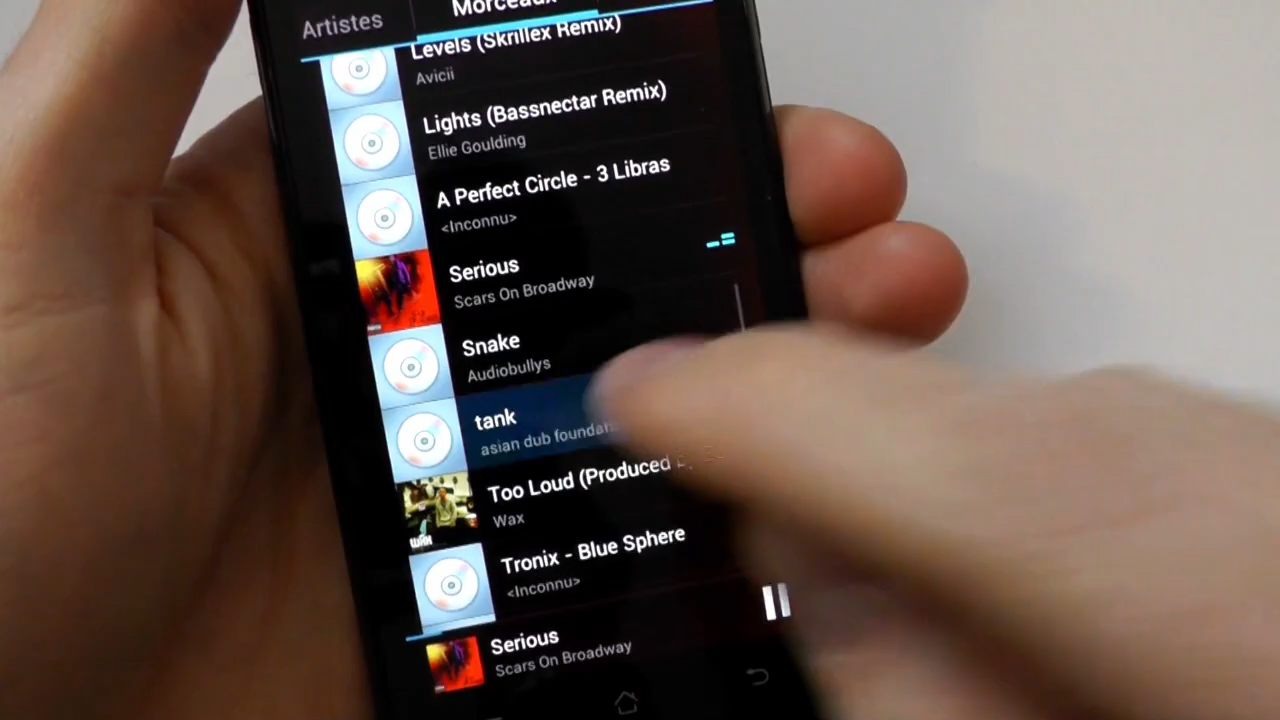 Artistes
Morceaux
Levels (Skrillex Remix)
Avicii
Lights (Bassnectar Remix)
Ellie Goulding
A Perfect Circle - 3 Libras
<Inconnu>
Serious
Scars On Broadway
Snake
Audiobullys
tank
asian dub foundat
Too Loud (Produced
Wax
WAX
Tronix - Blue Sphere
<Inconnu>
Serious
Scars On Broadway